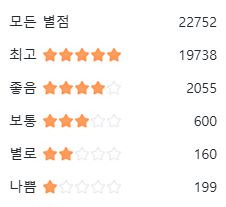 모든 별점 22752
최고 19738
좋음 2055
보통 600
별로 160
나쁨 199